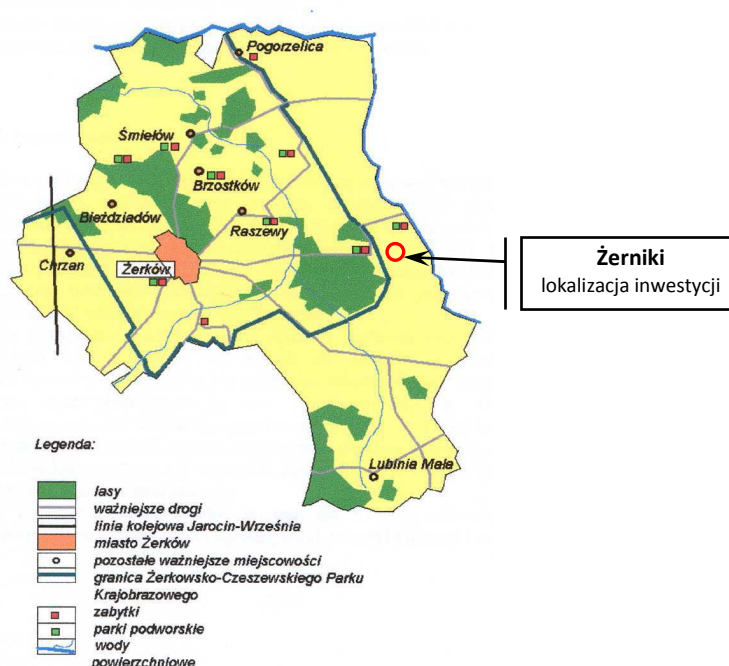 Pogorzelica
Śmiełów
Brzostków
Bieździadów
Raszewy
Chrzan
Żerków
Żerniki
lokalizacja inwestycji
Lubinia Mała
Legenda:
lasy
ważniejsze drogi
linia kolejowa Jarocin-Września
miasto Żerków
pozostałe ważniejsze miejscowości
granica Żerkowsko-Czeszewskiego Parku
Krajobrazowego
zabytki
parki podworskie
wody
powierzchniowe